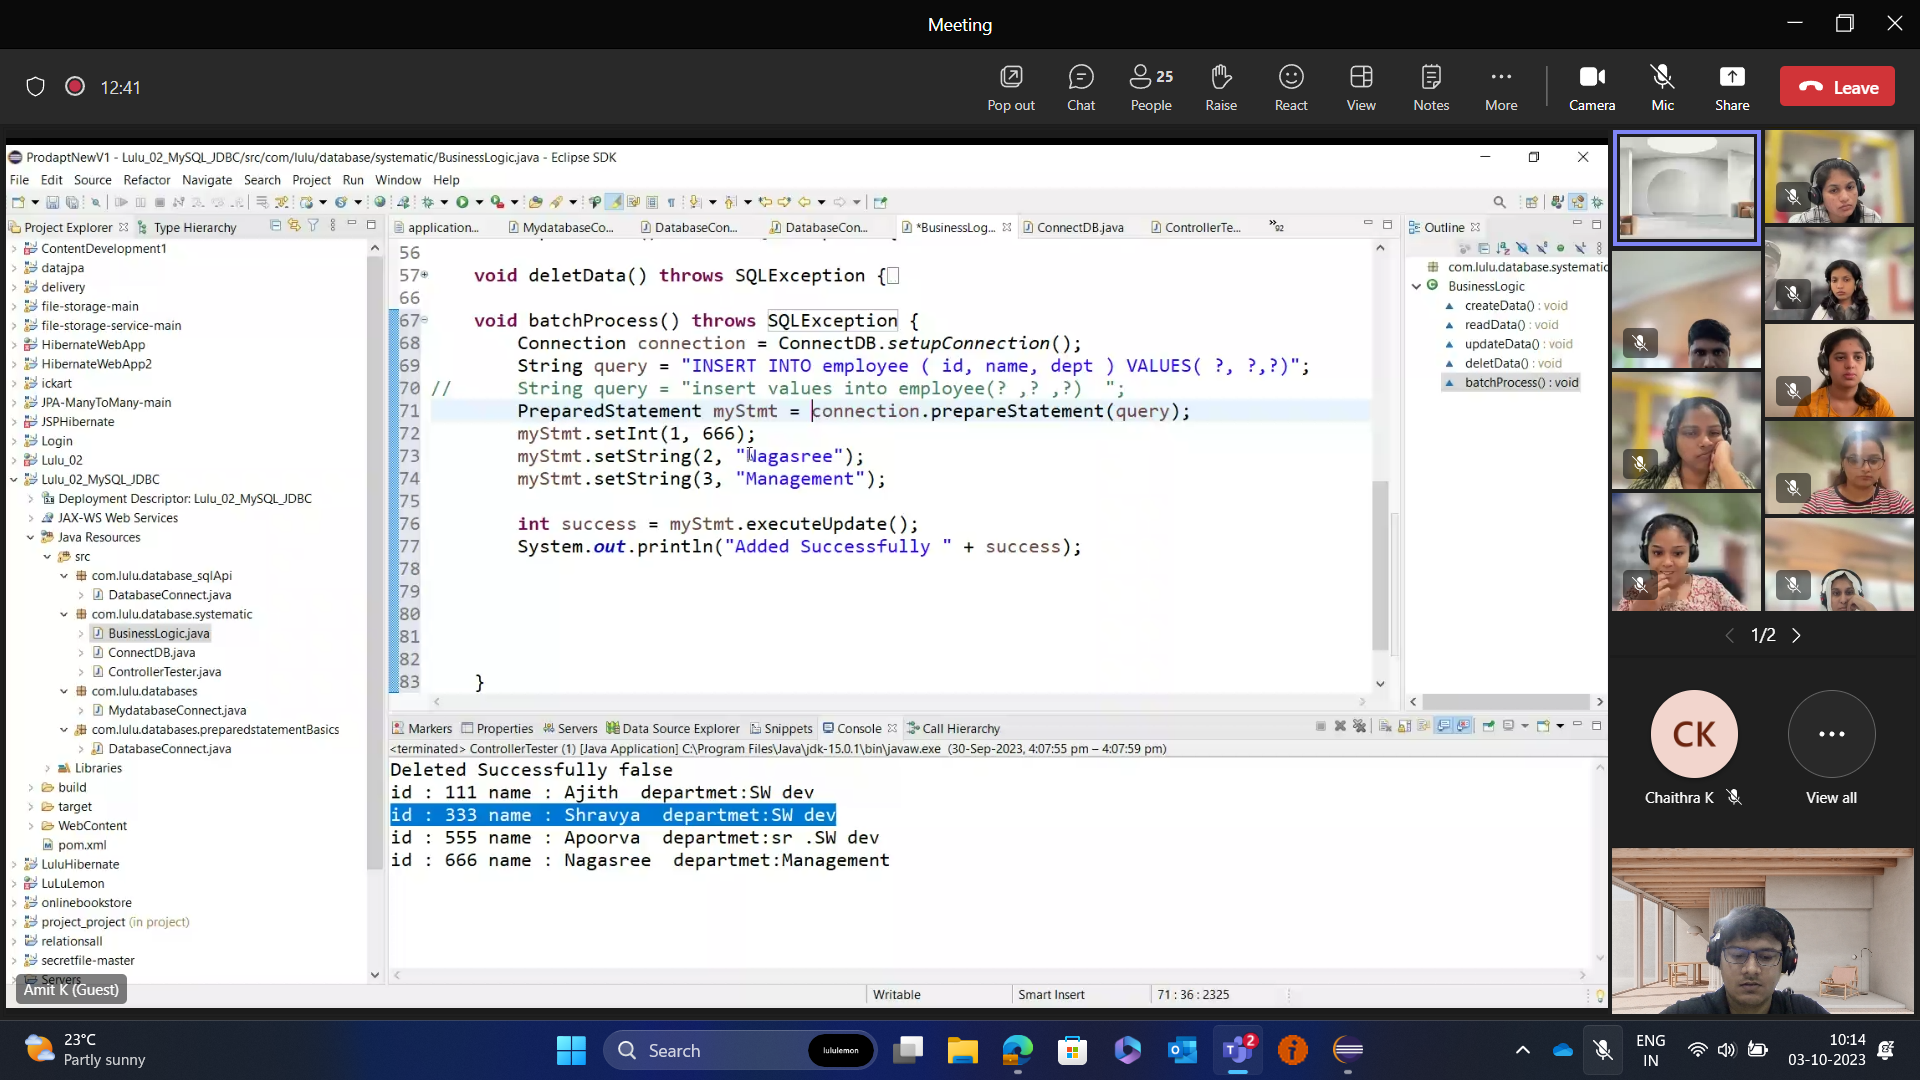 Meeting
12:41
Pop out
Chat
25
People
Raise
React
View
Notes
More
Camera
Mic
Share
Leave
ProdaptNewV1 - Lulu_02_MySQL_JDBC/src/com/lulu/database/systematic/BusinessLogic.java - Eclipse SDK
File Edit Source Refactor Navigate Search Project Run Window Help
Project Explorer
Type Hierarchy
ContentDevelopment1
datajpa
delivery
file-storage-main
file-storage-service-main
HibernateWebApp
HibernateWebApp2
ickart
JPA-ManyToMany-main
JSPHibernate
Login
Lulu_02
Lulu_02_MySQL_JDBC
Deployment Descriptor: Lulu_02_MySQL_JDBC
JAX-WS Web Services
Java Resources
src
com.lulu.database_sqlApi
DatabaseConnect.java
com.lulu.database.systematic
BusinessLogic.java
ConnectDB.java
ControllerTester.java
com.lulu.databases
MydatabaseConnect.java
com.lulu.databases.preparedstatementBasics
DatabaseConnect.java
Libraries
build
target
WebContent
pom.xml
LuluHibernate
LuLuLemon
onlinebookstore
project_project (in project)
relationsall
secretfile-master
Servers
Amit K (Guest)
application...
MydatabaseCo...
DatabaseCon...
DatabaseCon...
*BusinessLog...
ConnectDB.java
ControllerTe...
»92
56
57 void deletData() throws SQLException {
66
67 void batchProcess() throws SQLException {
68 Connection connection = ConnectDB.setupConnection();
69 String query = "INSERT INTO employee ( id, name, dept ) VALUES( ?, ?,?)";
70 // String query = "insert values into employee(? ,? ,?)  ";
71 PreparedStatement myStmt = connection.prepareStatement(query);
72 myStmt.setInt(1, 666);
73 myStmt.setString(2, "Nagasree");
74 myStmt.setString(3, "Management");
75
76 int success = myStmt.executeUpdate();
77 System.out.println("Added Successfully " + success);
78
79
80
81
82
83 }
Outline
com.lulu.database.systematic
BusinessLogic
createData() : void
readData() : void
updateData() : void
deletData() : void
batchProcess() : void
Markers
Properties
Servers
Data Source Explorer
Snippets
Console
Call Hierarchy
<terminated> ControllerTester (1) [Java Application] C:\Program Files\Java\jdk-15.0.1\bin\javaw.exe (30-Sep-2023, 4:07:55 pm – 4:07:59 pm)
Deleted Successfully false
id : 111 name : Ajith  departmet:SW dev
id : 333 name : Shravya  departmet:SW dev
id : 555 name : Apoorva  departmet:sr .SW dev
id : 666 name : Nagasree  departmet:Management
Writable
Smart Insert
71 : 36 : 2325
1/2
CK
Chaithra K
View all
23°C
Partly sunny
Search
lululemon
2
ENG
IN
10:14
03-10-2023